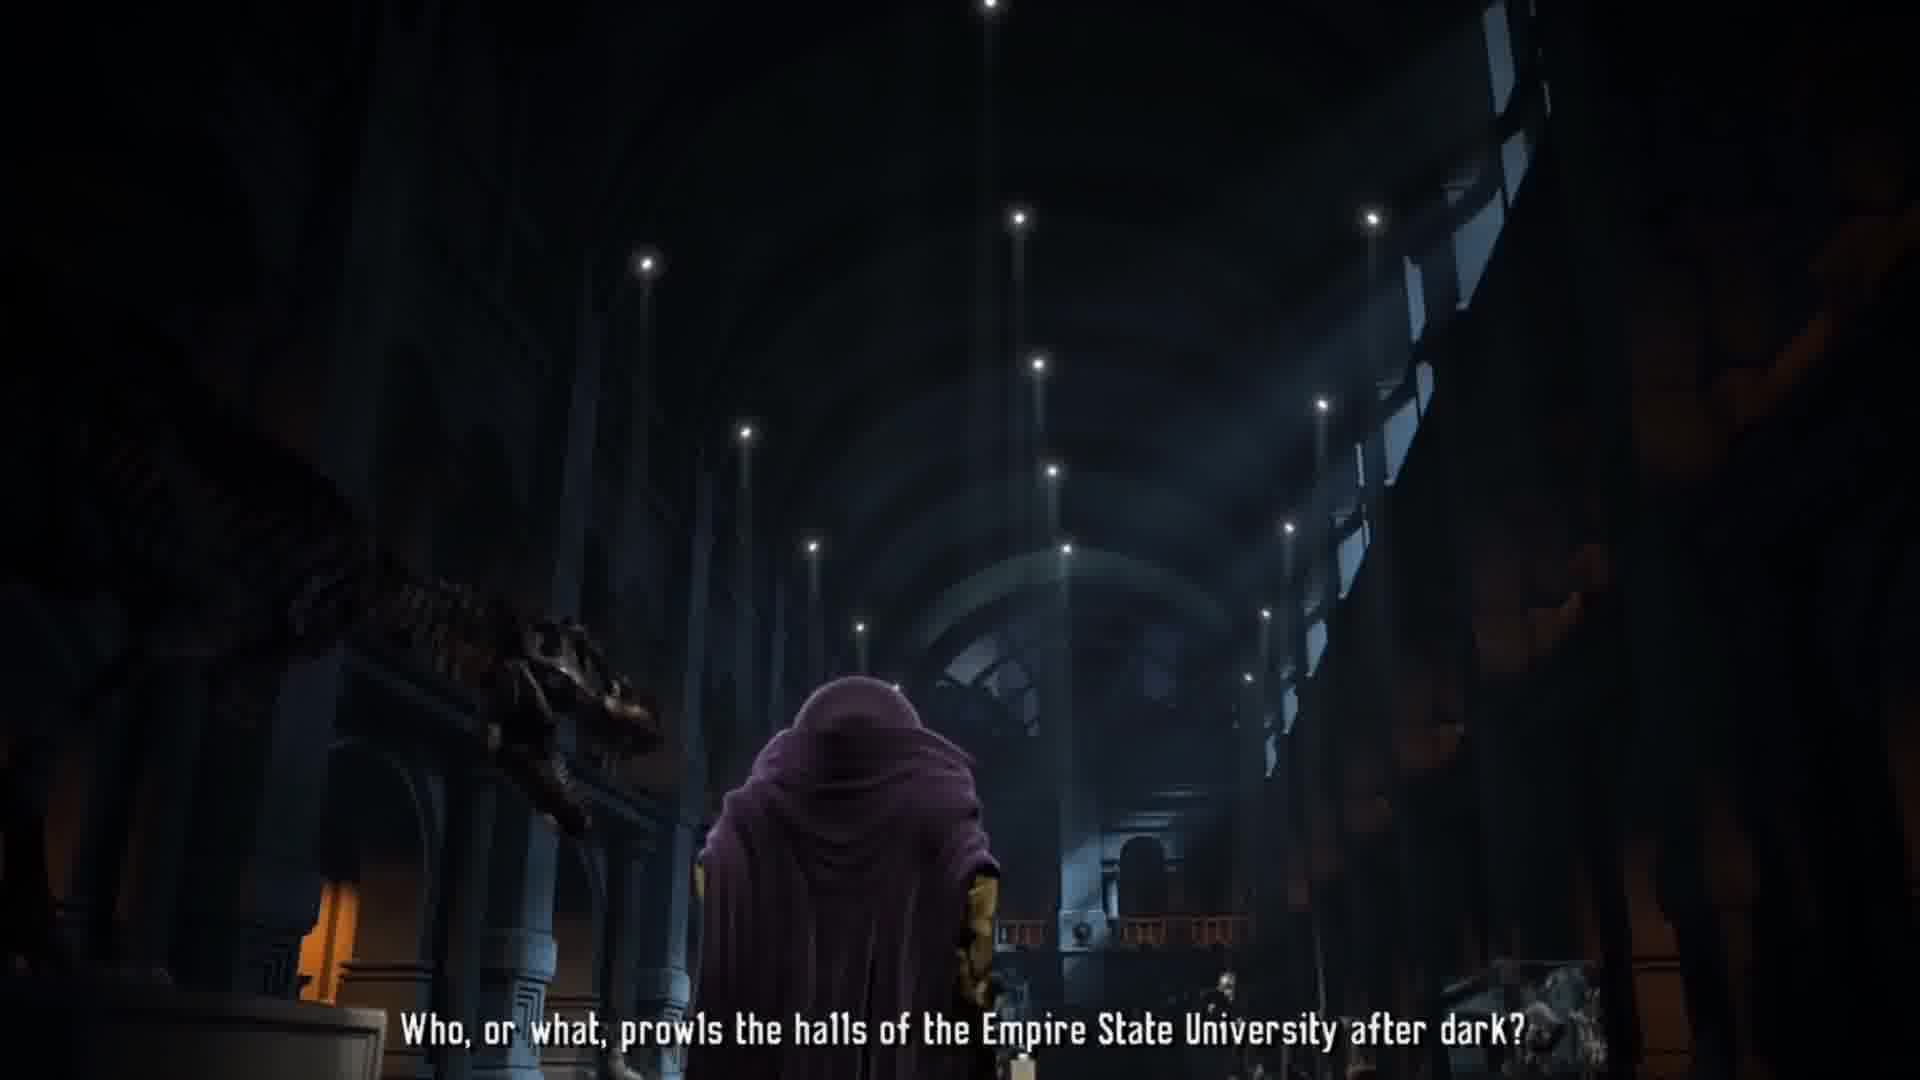 Who, or what, prowls the halls of the Empire State University after dark?